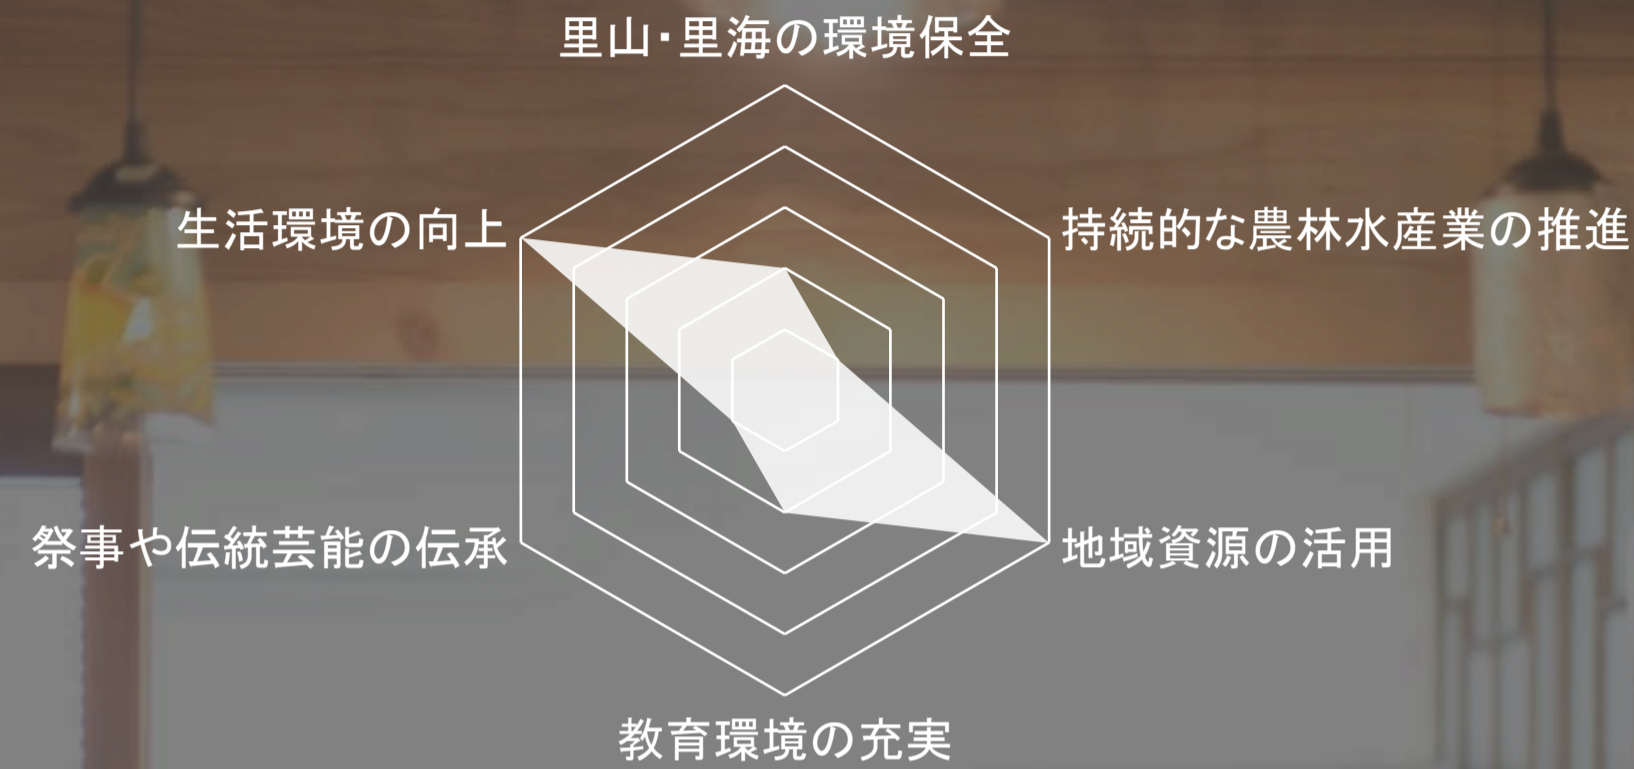 里山・里海の環境保全
生活環境の向上
持続的な農林水産業の推進
祭事や伝統芸能の伝承
地域資源の活用
教育環境の充実